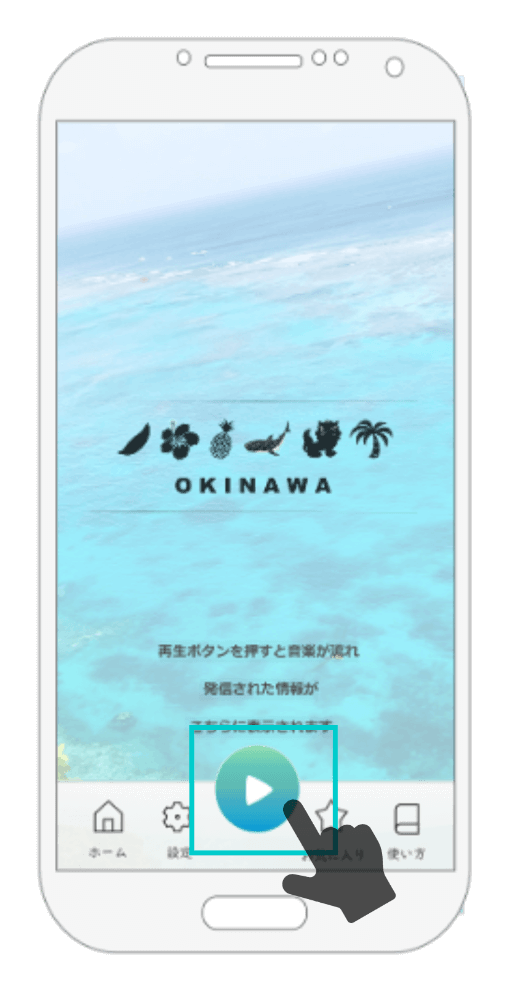 OKINAWA
再生ボタンを押すと音楽が流れ
発信された情報が
こちらに表示されます
ホーム
設定
お気に入り
使い方